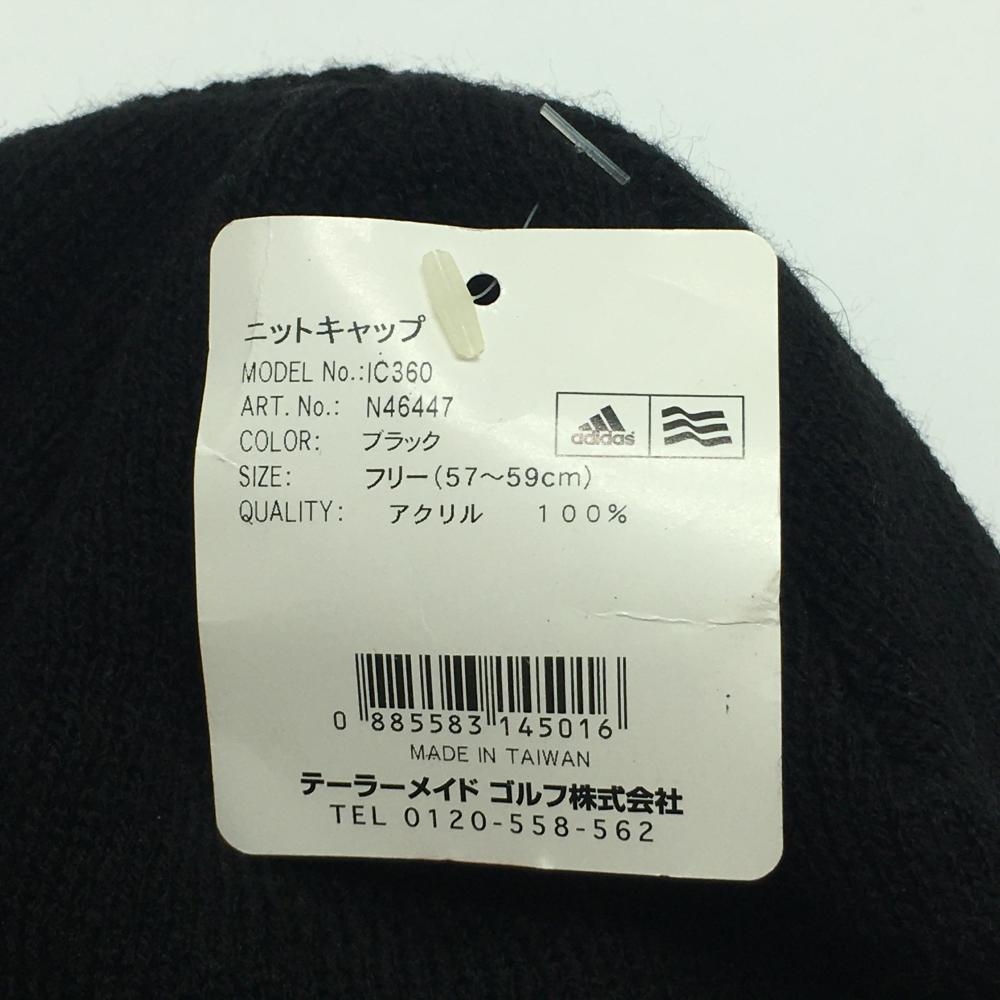 ニットキャップ
MODEL No.:IC360
ART. No.: N46447
COLOR: ブラック
SIZE: フリー(57～59cm)
QUALITY: アクリル 100%
adidas
0 885583 145016
MADE IN TAIWAN
テーラーメイド ゴルフ株式会社
TEL 0120-558-562